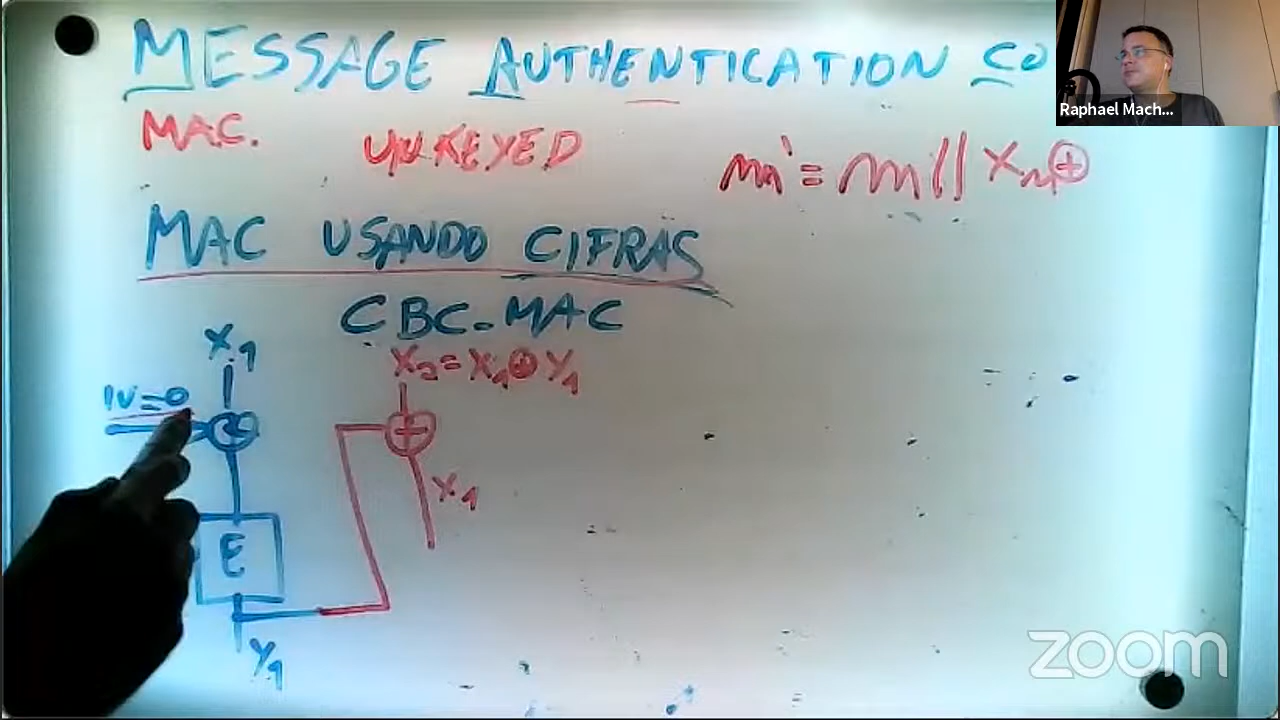 MESSAGE AUTHENTICATION CO
Raphael Mach...
MAC.
UNKEYED
m' = m || X₁⊕
MAC USANDO CIFRAS
CBC-MAC
X₁
X₂=X₁⊕Y₁
IV=0
X₁
E
Y₁
zoom